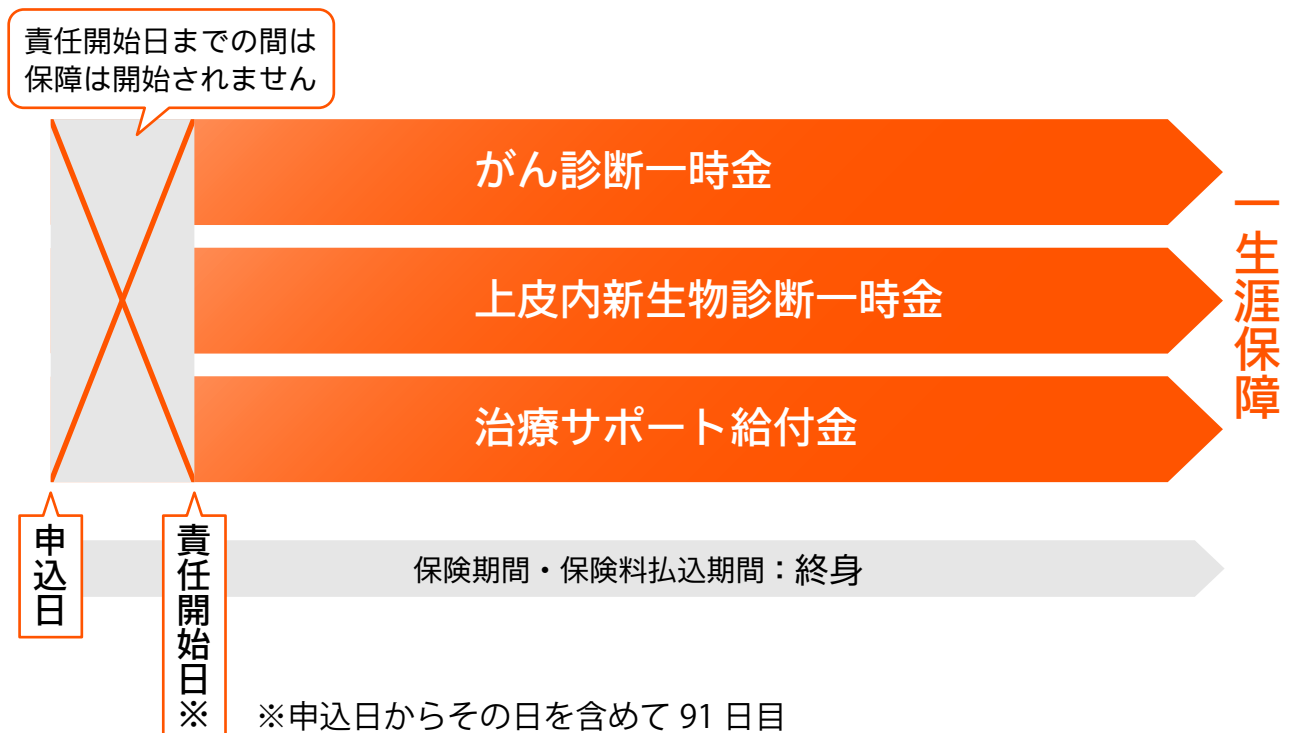 責任開始日までの間は
保障は開始されません
がん診断一時金
上皮内新生物診断一時金
治療サポート給付金
一生涯保障
申込日
責任開始日※
保険期間・保険料払込期間：終身
※申込日からその日を含めて 91 日目